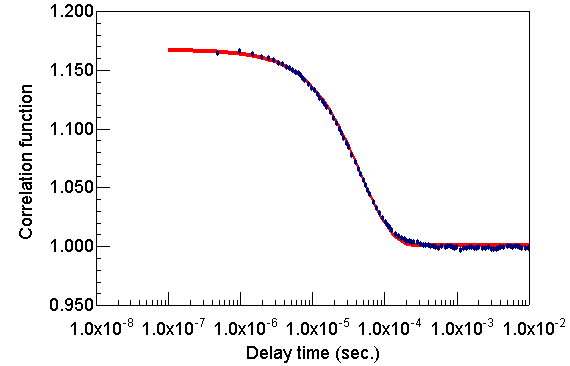 1.200
1.150
1.100
1.050
1.000
0.950
Correlation function
1.0x10⁻⁸ 1.0x10⁻⁷ 1.0x10⁻⁶ 1.0x10⁻⁵ 1.0x10⁻⁴ 1.0x10⁻³ 1.0x10⁻²
Delay time (sec.)